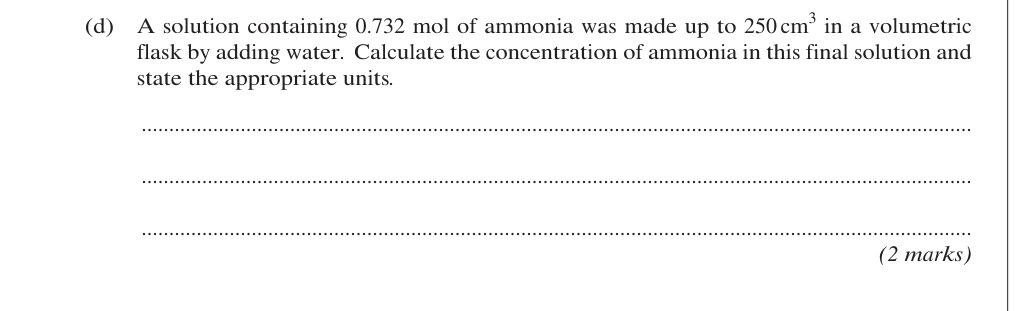 (d) A solution containing 0.732 mol of ammonia was made up to 250 cm³ in a volumetric
flask by adding water. Calculate the concentration of ammonia in this final solution and
state the appropriate units.
..........................................................................................
..........................................................................................
..........................................................................................
(2 marks)